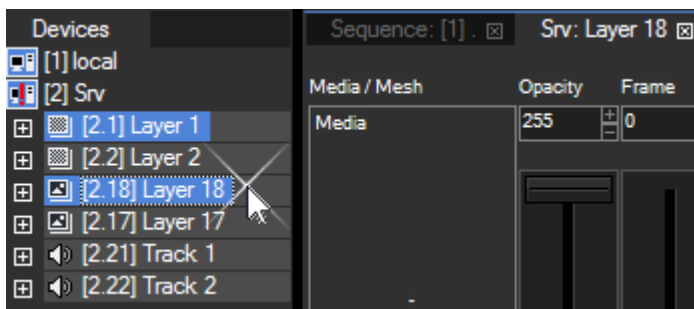 Devices
[1] local
[2] Srv
[2.1] Layer 1
[2.2] Layer 2
[2.18] Layer 18
[2.17] Layer 17
[2.21] Track 1
[2.22] Track 2
Sequence: [1] . Srv: Layer 18
Media / Mesh Opacity Frame
Media 255 0
-